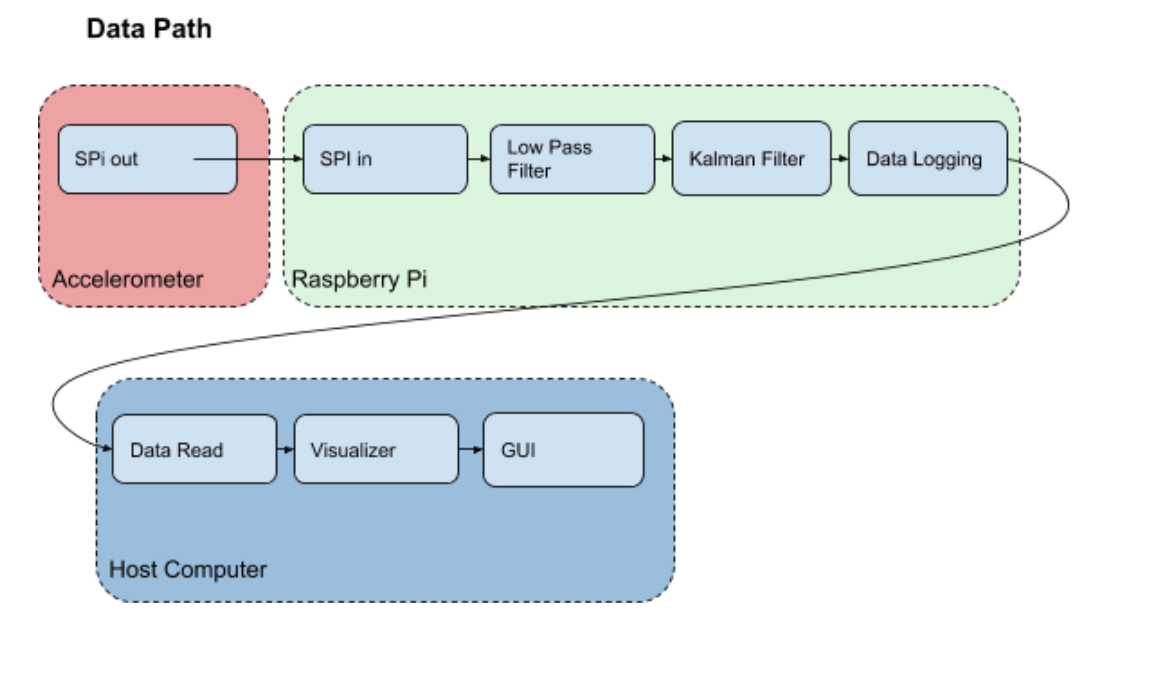 Data Path
SPi out
SPI in
Low Pass
Filter
Kalman Filter
Data Logging
Accelerometer
Raspberry Pi
Data Read
Visualizer
GUI
Host Computer